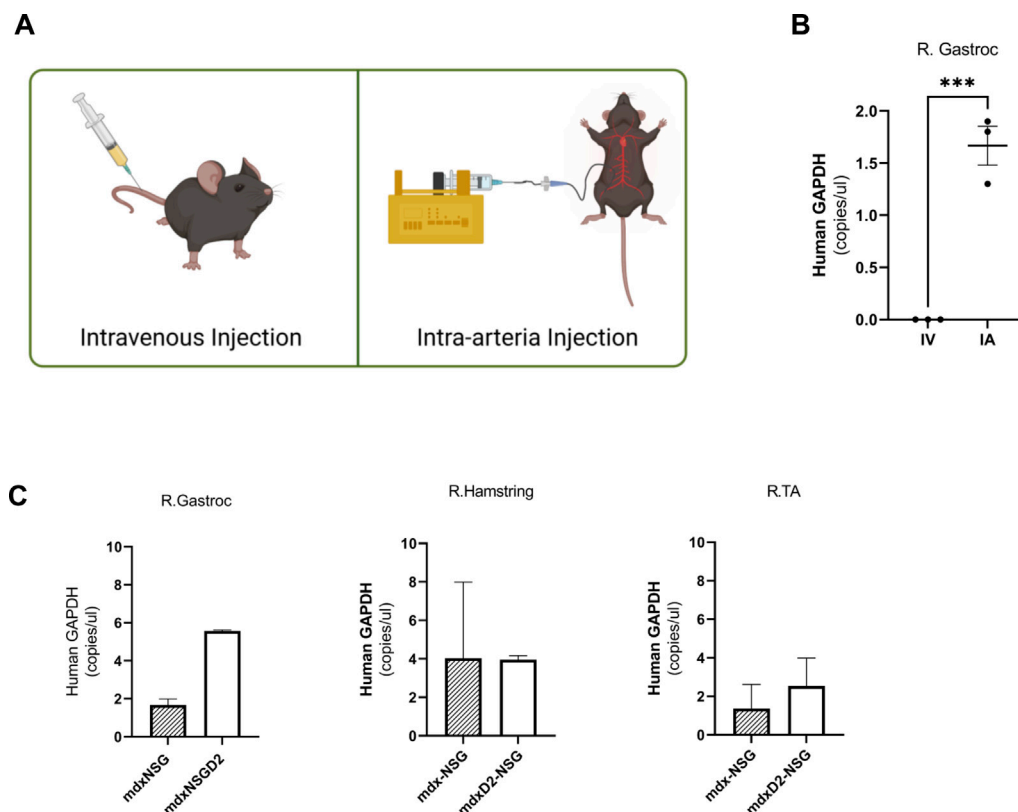 A
Intravenous Injection
Intra-arteria Injection
B
R. Gastroc
***
2.0
1.5
1.0
0.5
0.0
Human GAPDH
(copies/ul)
IV
IA
C
R.Gastroc
10
8
6
4
2
0
Human GAPDH
(copies/ul)
mdxNSG
mdxNSGD2
R.Hamstring
10
8
6
4
2
0
Human GAPDH
(copies/ul)
mdx-NSG
mdxD2-NSG
R.TA
10
8
6
4
2
0
Human GAPDH
(copies/ul)
mdx-NSG
mdxD2-NSG